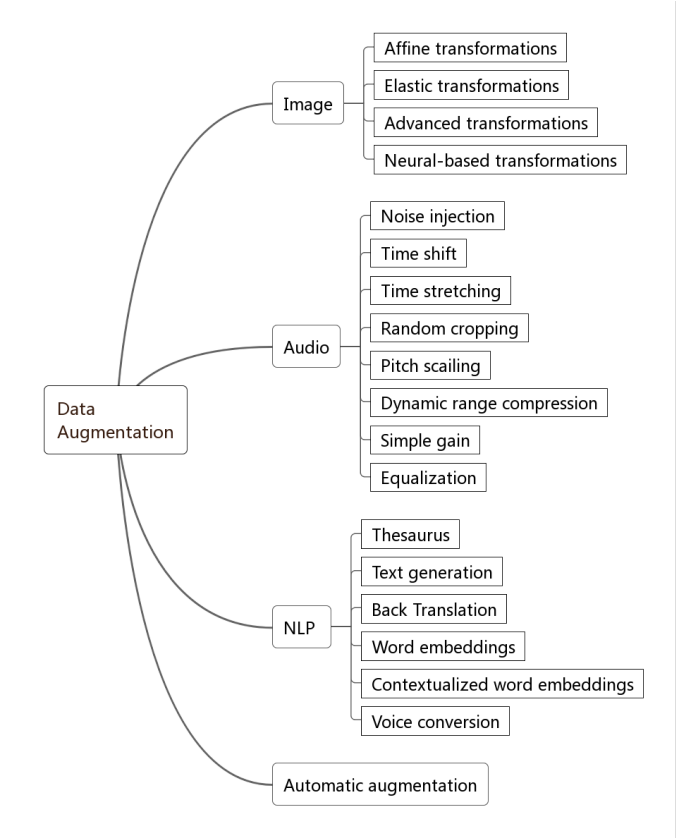 Data
Augmentation
Image
Affine transformations
Elastic transformations
Advanced transformations
Neural-based transformations
Audio
Noise injection
Time shift
Time stretching
Random cropping
Pitch scailing
Dynamic range compression
Simple gain
Equalization
NLP
Thesaurus
Text generation
Back Translation
Word embeddings
Contextualized word embeddings
Voice conversion
Automatic augmentation